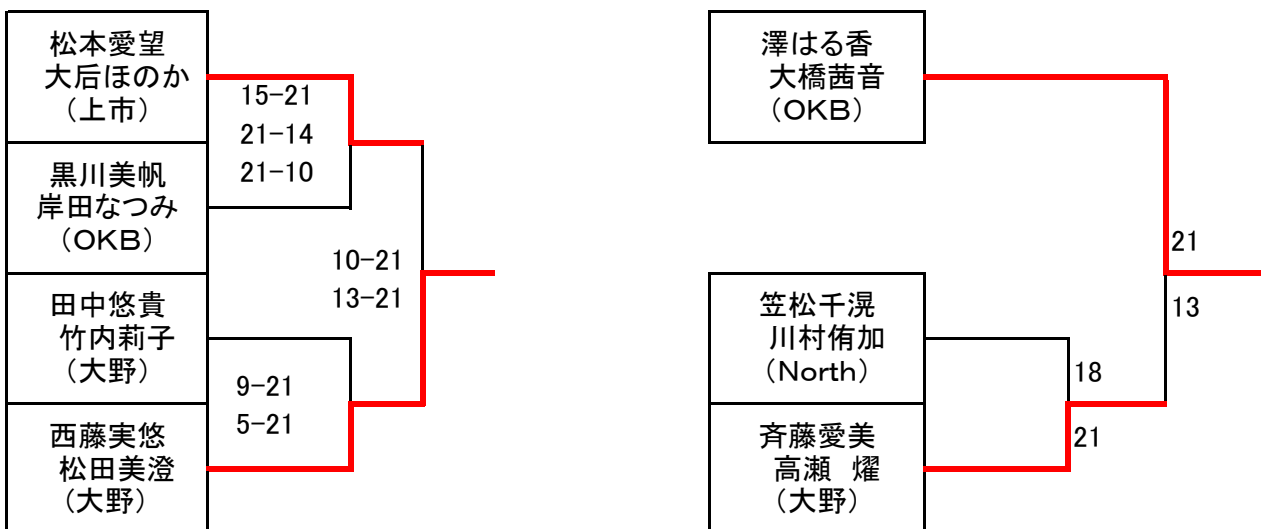 松本愛望
大后ほのか
（上市）
黒川美帆
岸田なつみ
（OKB）
田中悠貴
竹内莉子
（大野）
西藤実悠
松田美澄
（大野）
15-21
21-14
21-10
9-21
5-21
10-21
13-21
澤はる香
大橋茜音
（OKB）
笠松千滉
川村侑加
（North）
斉藤愛美
高瀬　燿
（大野）
18
21
21
13